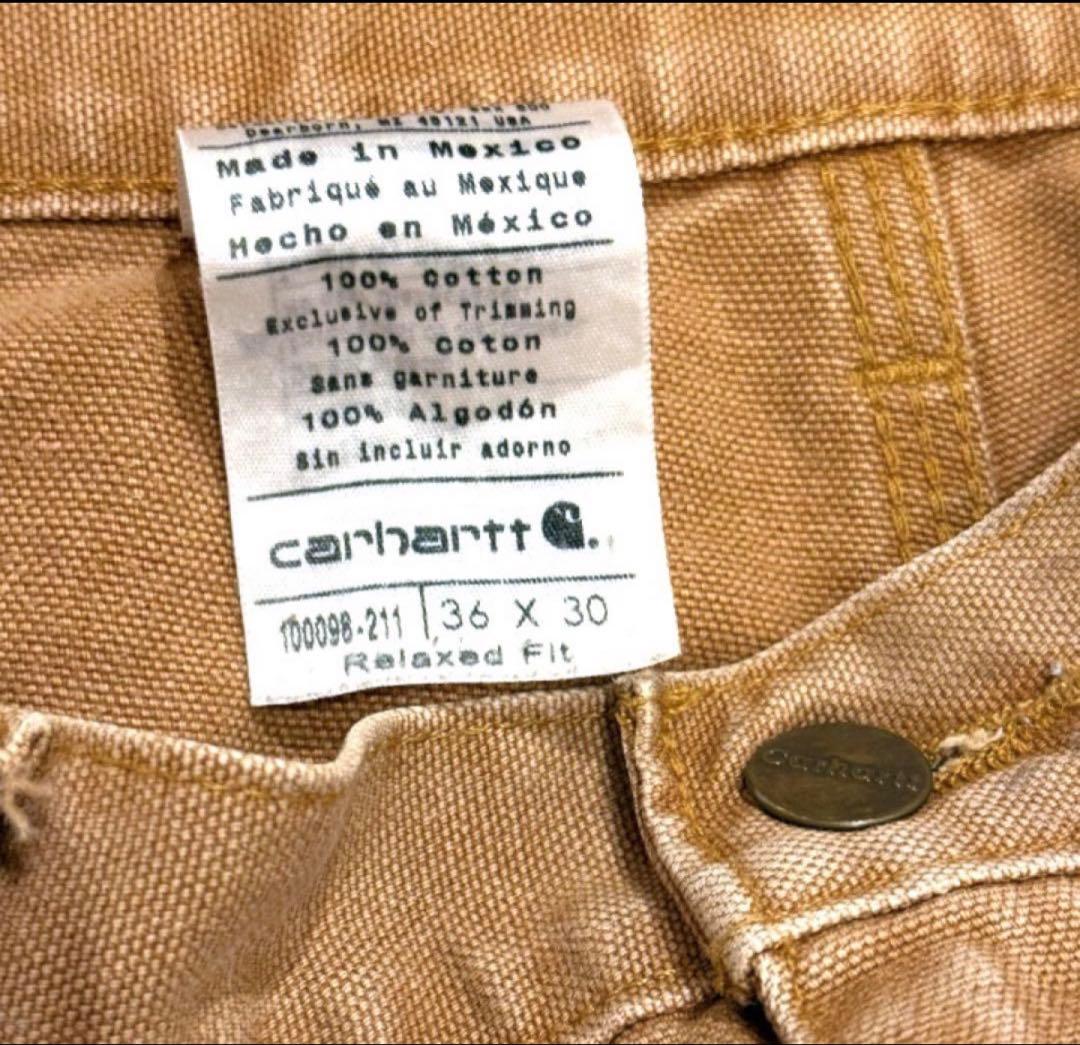 Dearborn, MI 48121 USA
Made in Mexico
Fabriqué au Mexique
Hecho en México
100% Cotton
Exclusive of Trimming
100% Coton
Sans garniture
100% Algodón
Sin incluir adorno
carhartt
100098-211 36 X 30
Relaxed Fit
Carhartt